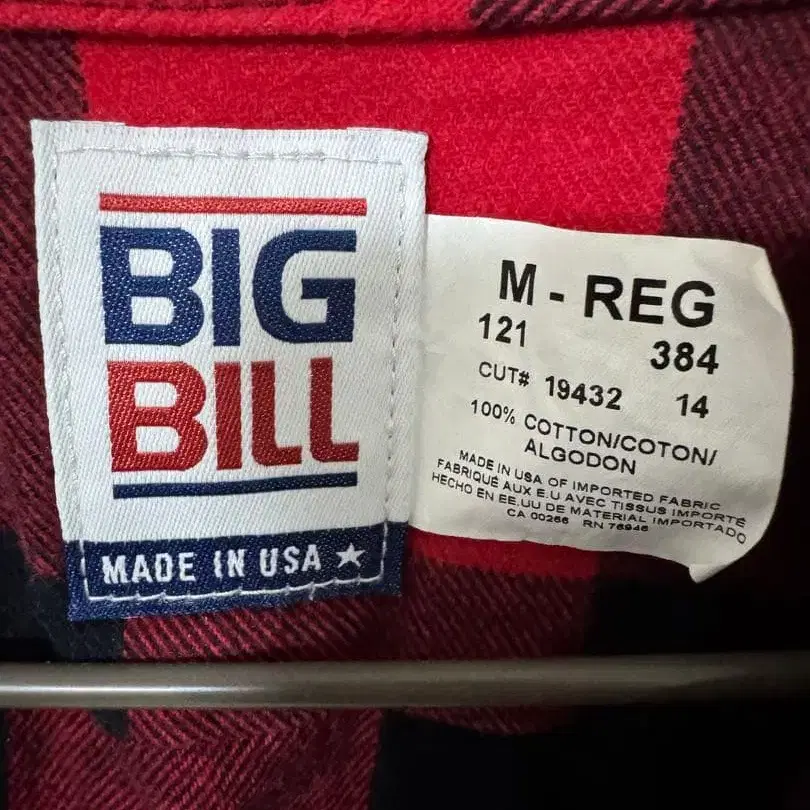 BIG
BILL
MADE IN USA
M - REG
121 384
CUT# 19432 14
100% COTTON/COTON/
ALGODON
MADE IN USA OF IMPORTED FABRIC
FABRIQUÉ AUX E.U AVEC TISSUS IMPORTÉ
HECHO EN EE.UU DE MATERIAL IMPORTADO
CA 00266 RN 76946